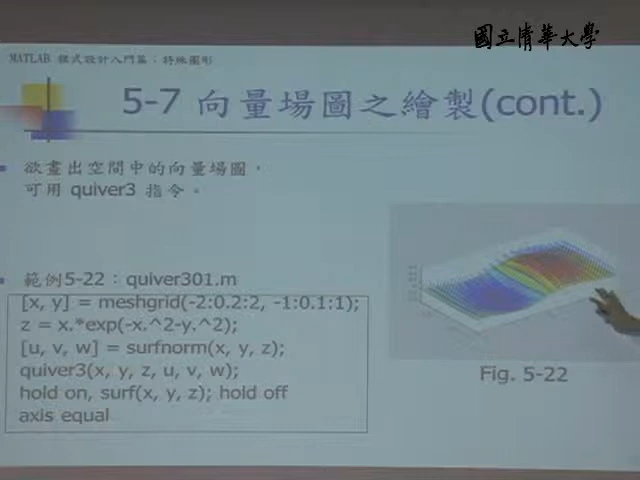 國立清華大學
MATLAB 程式設計入門篇：特殊圖形
5-7 向量場圖之繪製(cont.)
欲畫出空間中的向量場圖，
可用 quiver3 指令。
範例5-22：quiver301.m
[x, y] = meshgrid(-2:0.2:2, -1:0.1:1);
z = x.*exp(-x.^2-y.^2);
[u, v, w] = surfnorm(x, y, z);
quiver3(x, y, z, u, v, w);
hold on, surf(x, y, z); hold off
axis equal
Fig. 5-22